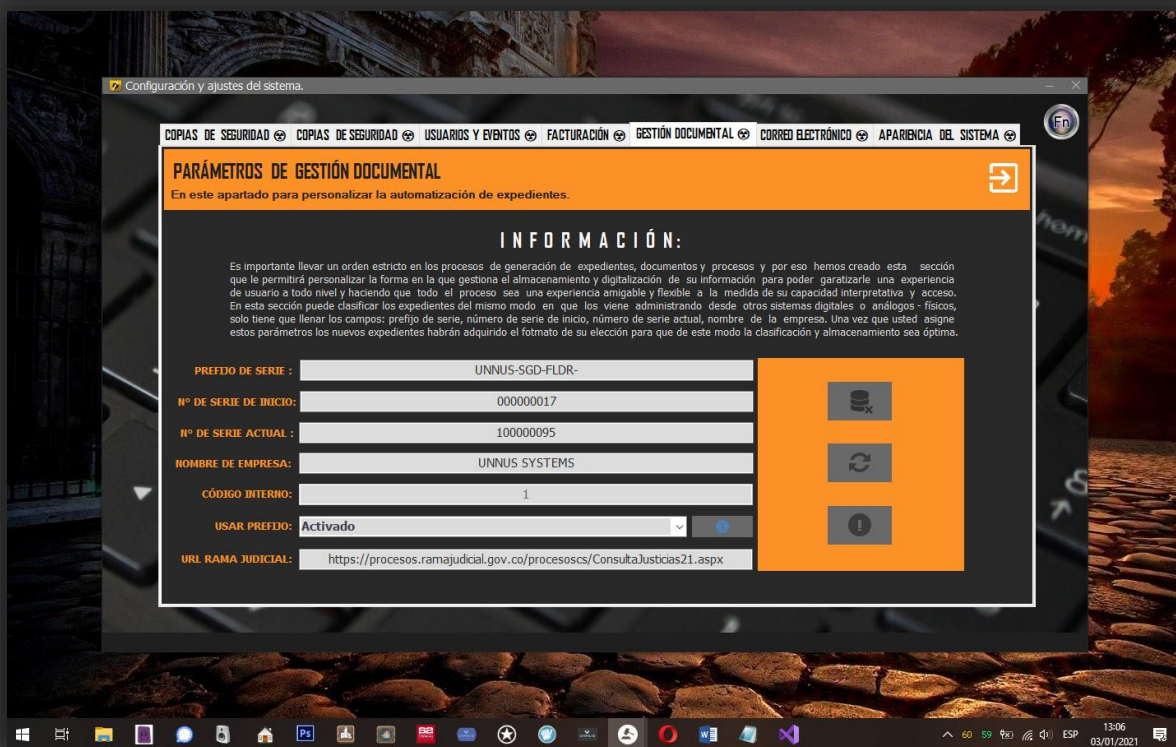 Configuración y ajustes del sistema.
Fn
COPIAS DE SEGURIDAD COPIAS DE SEGURIDAD USUARIOS Y EVENTOS FACTURACIÓN GESTIÓN DOCUMENTAL CORREO ELECTRÓNICO APARIENCIA DEL SISTEMA
PARÁMETROS DE GESTIÓN DOCUMENTAL
En este apartado para personalizar la automatización de expedientes.
home
INFORMACIÓN:
Es importante llevar un orden estricto en los procesos de generación de expedientes, documentos y procesos y por eso hemos creado esta sección
que le permitirá personalizar la forma en la que gestiona el almacenamiento y digitalización de su información para poder garatizarle una experiencia
de usuario a todo nivel y haciendo que todo el proceso sea una experiencia amigable y flexible a la medida de su capacidad interpretativa y acceso.
En esta sección puede clasificar los expedientes del mismo modo en que los viene administrando desde otros sistemas digitales o análogos - físicos,
solo tiene que llenar los campos: prefijo de serie, número de serie de inicio, número de serie actual, nombre de la empresa. Una vez que usted asigne
estos parámetros los nuevos expedientes habrán adquirido el fotmato de su elección para que de este modo la clasificación y almacenamiento sea óptima.
PREFIJO DE SERIE : UNNUS-SGD-FLDR-
Nº DE SERIE DE INICIO: 000000017
Nº DE SERIE ACTUAL : 100000095
NOMBRE DE EMPRESA: UNNUS SYSTEMS
CÓDIGO INTERNO: 1
USAR PREFIJO: Activado
URL RAMA JUDICIAL: https://procesos.ramajudicial.gov.co/procesoscs/ConsultaJusticias21.aspx
8
Ps
60 59 ESP 13:06
03/01/2021